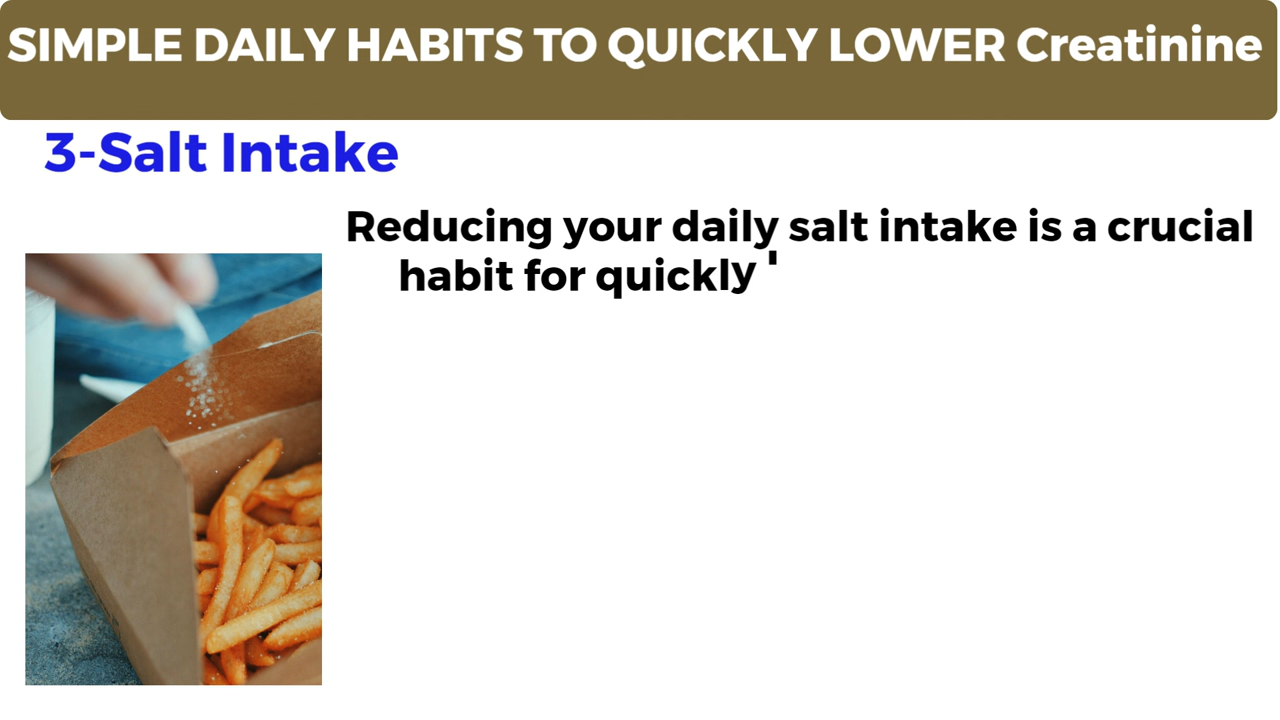 SIMPLE DAILY HABITS TO QUICKLY LOWER Creatinine
3-Salt Intake
Reducing your daily salt intake is a crucial
habit for quickly